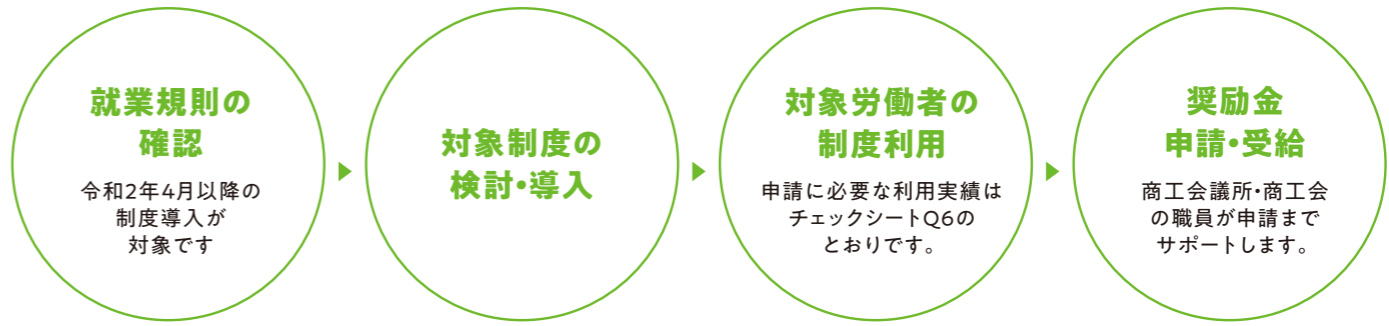 就業規則の
確認
令和2年4月以降の
制度導入が
対象です
対象制度の
検討・導入
対象労働者の
制度利用
申請に必要な利用実績は
チェックシートQ6の
とおりです。
奨励金
申請・受給
商工会議所・商工会
の職員が申請まで
サポートします。